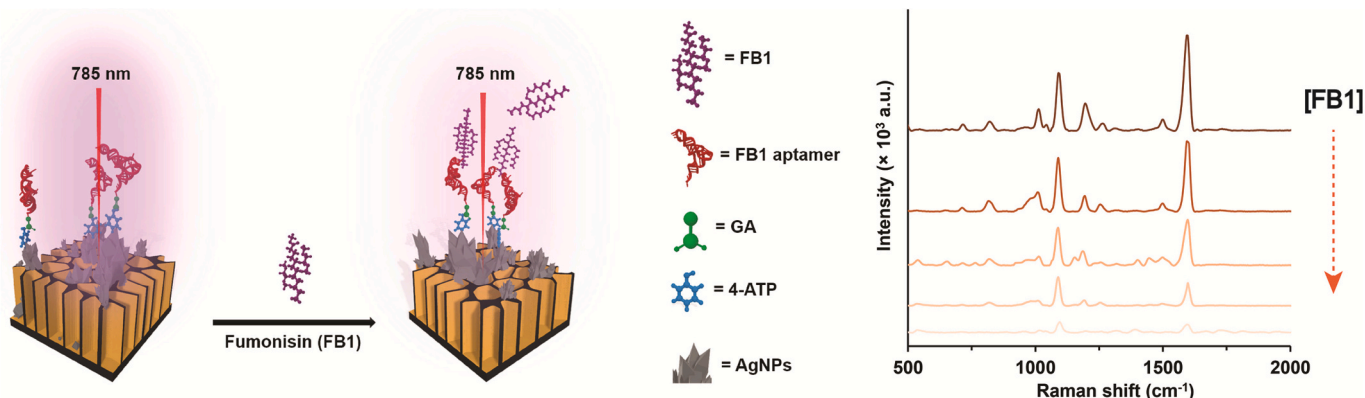 785 nm
Fumonisin (FB1)
785 nm
= FB1
= FB1 aptamer
= GA
= 4-ATP
= AgNPs
Intensity (× 10³ a.u.)
[FB1]
500 1000 1500 2000
Raman shift (cm⁻¹)